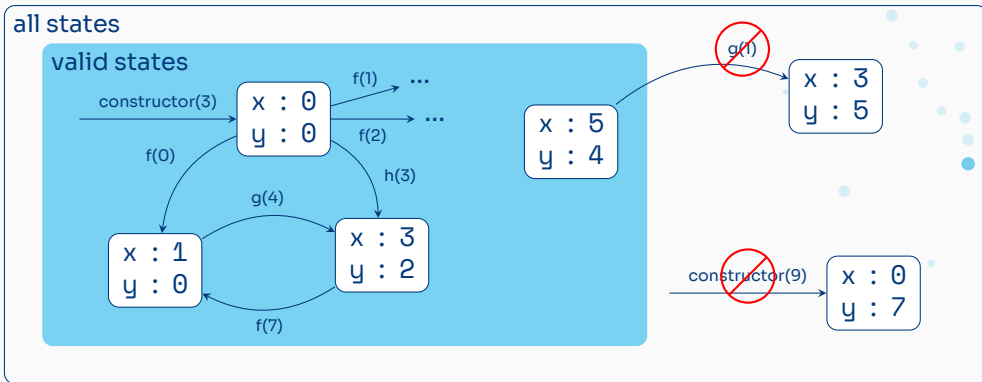 all states
valid states
constructor(3)
x : 0
y : 0
f(1)
...
f(2)
...
f(0)
h(3)
g(4)
x : 1
y : 0
x : 3
y : 2
f(7)
x : 5
y : 4
g(1)
x : 3
y : 5
constructor(9)
x : 0
y : 7